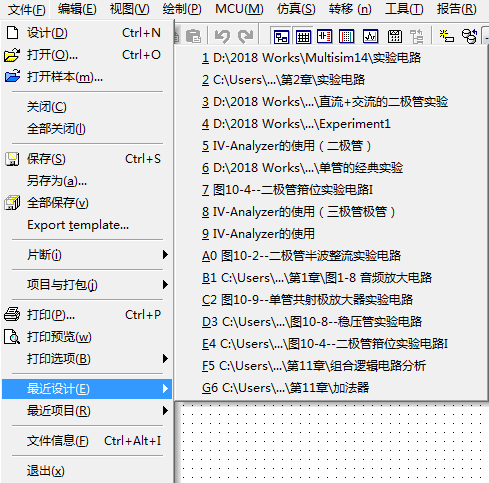 文件(F) 编辑(E) 视图(V) 绘制(P) MCU(M) 仿真(S) 转移 (n) 工具(T) 报告(R)
设计(D) Ctrl+N
打开(O)... Ctrl+O
打开样本(m)...
关闭(C)
全部关闭(l)
保存(S) Ctrl+S
另存为(a)...
全部保存(v)
Export template...
片断(i)
项目与打包(j)
打印(P)... Ctrl+P
打印预览(w)
打印选项(B)
最近设计(E)
最近项目(R)
文件信息(F) Ctrl+Alt+I
退出(x)
1 D:\2018 Works\Multisim14\实验电路
2 C:\Users\...\第2章\实验电路
3 D:\2018 Works\...\直流+交流的二极管实验
4 D:\2018 Works\...\Experiment1
5 IV-Analyzer的使用（二极管）
6 D:\2018 Works\...\单管的经典实验
7 图10-4--二极管箝位实验电路I
8 IV-Analyzer的使用（三极管极管）
9 IV-Analyzer的使用
A0 图10-2--二极管半波整流实验电路
B1 C:\Users\...\第1章\图1-8 音频放大电路
C2 图10-9--单管共射极放大器实验电路
D3 C:\Users\...\图10-8--稳压管实验电路
E4 C:\Users\...\图10-4--二极管箝位实验电路I
F5 C:\Users\...\第11章\组合逻辑电路分析
G6 C:\Users\...\第11章\加法器